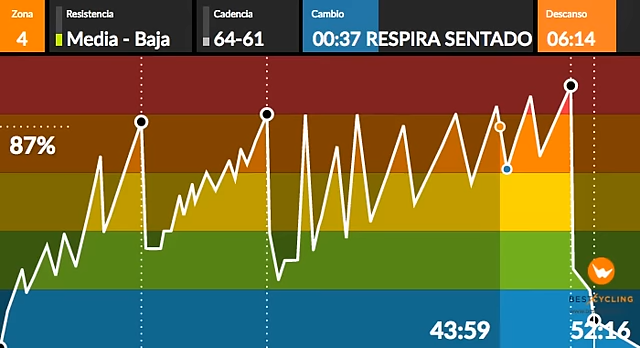 Zona
4
Resistencia
Media - Baja
Cadencia
64-61
Cambio
00:37 RESPIRA SENTADO
Descanso
06:14
87%
BESTCYCLING
43:59
52:16